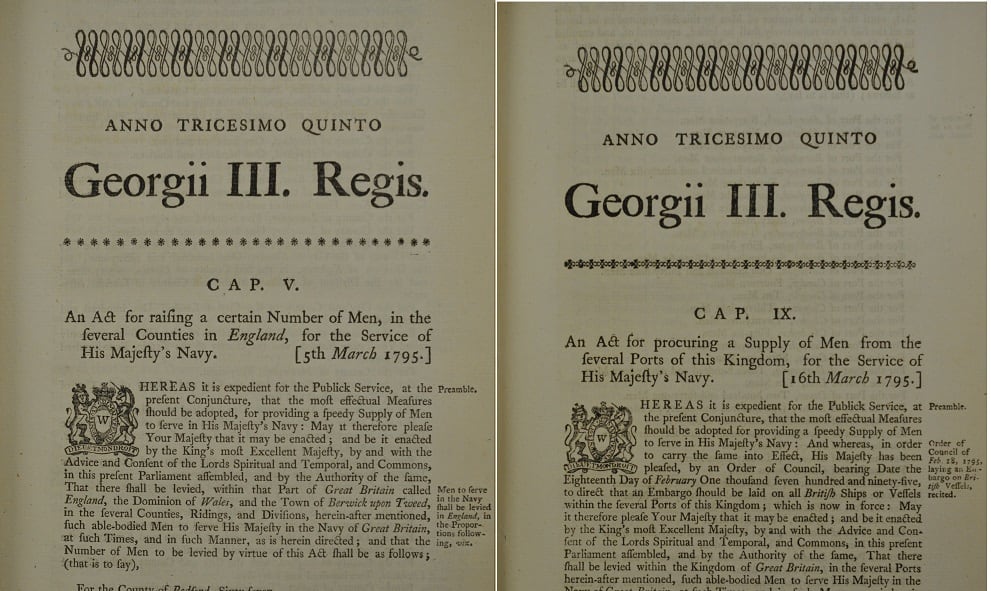 ANNO TRICESIMO QUINTO
Georgii III. Regis.
CAP. V.
An Act for raiſing a certain Number of Men, in the
ſeveral Counties in England, for the Service of
His Majeſty's Navy. [5th March 1795.]
WHEREAS it is expedient for the Publick Service, at the
preſent Conjuncture, that the moſt effectual Meaſures
ſhould be adopted, for providing a ſpeedy Supply of Men
to ſerve in His Majeſty's Navy: May it therefore pleaſe
Your Majeſty that it may be enacted; and be it enacted
by the King's moſt Excellent Majeſty, by and with the
Advice and Conſent of the Lords Spiritual and Temporal, and Commons,
in this preſent Parliament aſſembled, and by the Authority of the ſame,
That there ſhall be levied, within that Part of Great Britain called
England, the Dominion of Wales, and the Town of Berwick upon Tweed,
in the ſeveral Counties, Ridings, and Diviſions, herein-after mentioned,
ſuch able-bodied Men to ſerve His Majeſty in the Navy of Great Britain,
at ſuch Times, and in ſuch Manner, as is herein directed; and that the
Number of Men to be levied by virtue of this Act ſhall be as follows;
(that is to ſay),
For the County of Bedford,
DIEU ET MON DROIT
Preamble.
Men to ſerve
in the Navy
ſhall be levied
in England, in
the Propor-
tions follow-
ing, viz.
ANNO TRICESIMO QUINTO
Georgii III. Regis.
CAP. IX.
An Act for procuring a Supply of Men from the
ſeveral Ports of this Kingdom, for the Service of
His Majeſty's Navy. [16th March 1795.]
WHEREAS it is expedient for the Publick Service, at
the preſent Conjuncture, that the moſt effectual Meaſures
ſhould be adopted for providing a ſpeedy Supply of Men
to ſerve in His Majeſty's Navy: And whereas, in order
to carry the ſame into Effect, His Majeſty has been
pleaſed, by an Order of Council, bearing Date the
Eighteenth Day of February One thouſand ſeven hundred and ninety-five,
to direct that an Embargo ſhould be laid on all Britiſh Ships or Veſſels
within the ſeveral Ports of this Kingdom; which is now in force: May
it therefore pleaſe Your Majeſty that it may be enacted; and be it enacted
by the King's moſt Excellent Majeſty, by and with the Advice and Con-
ſent of the Lords Spiritual and Temporal, and Commons, in this preſent
Parliament aſſembled, and by the Authority of the ſame, That there
ſhall be levied within the Kingdom of Great Britain, in the ſeveral Ports
herein-after mentioned, ſuch able-bodied Men to ſerve His Majeſty in the
Navy of Great Britain,
DIEU ET MON DROIT
Preamble.
Order of
Council of
Feb. 18, 1795,
laying an Em-
bargo on Bri-
tiſh Veſſels,
recited.